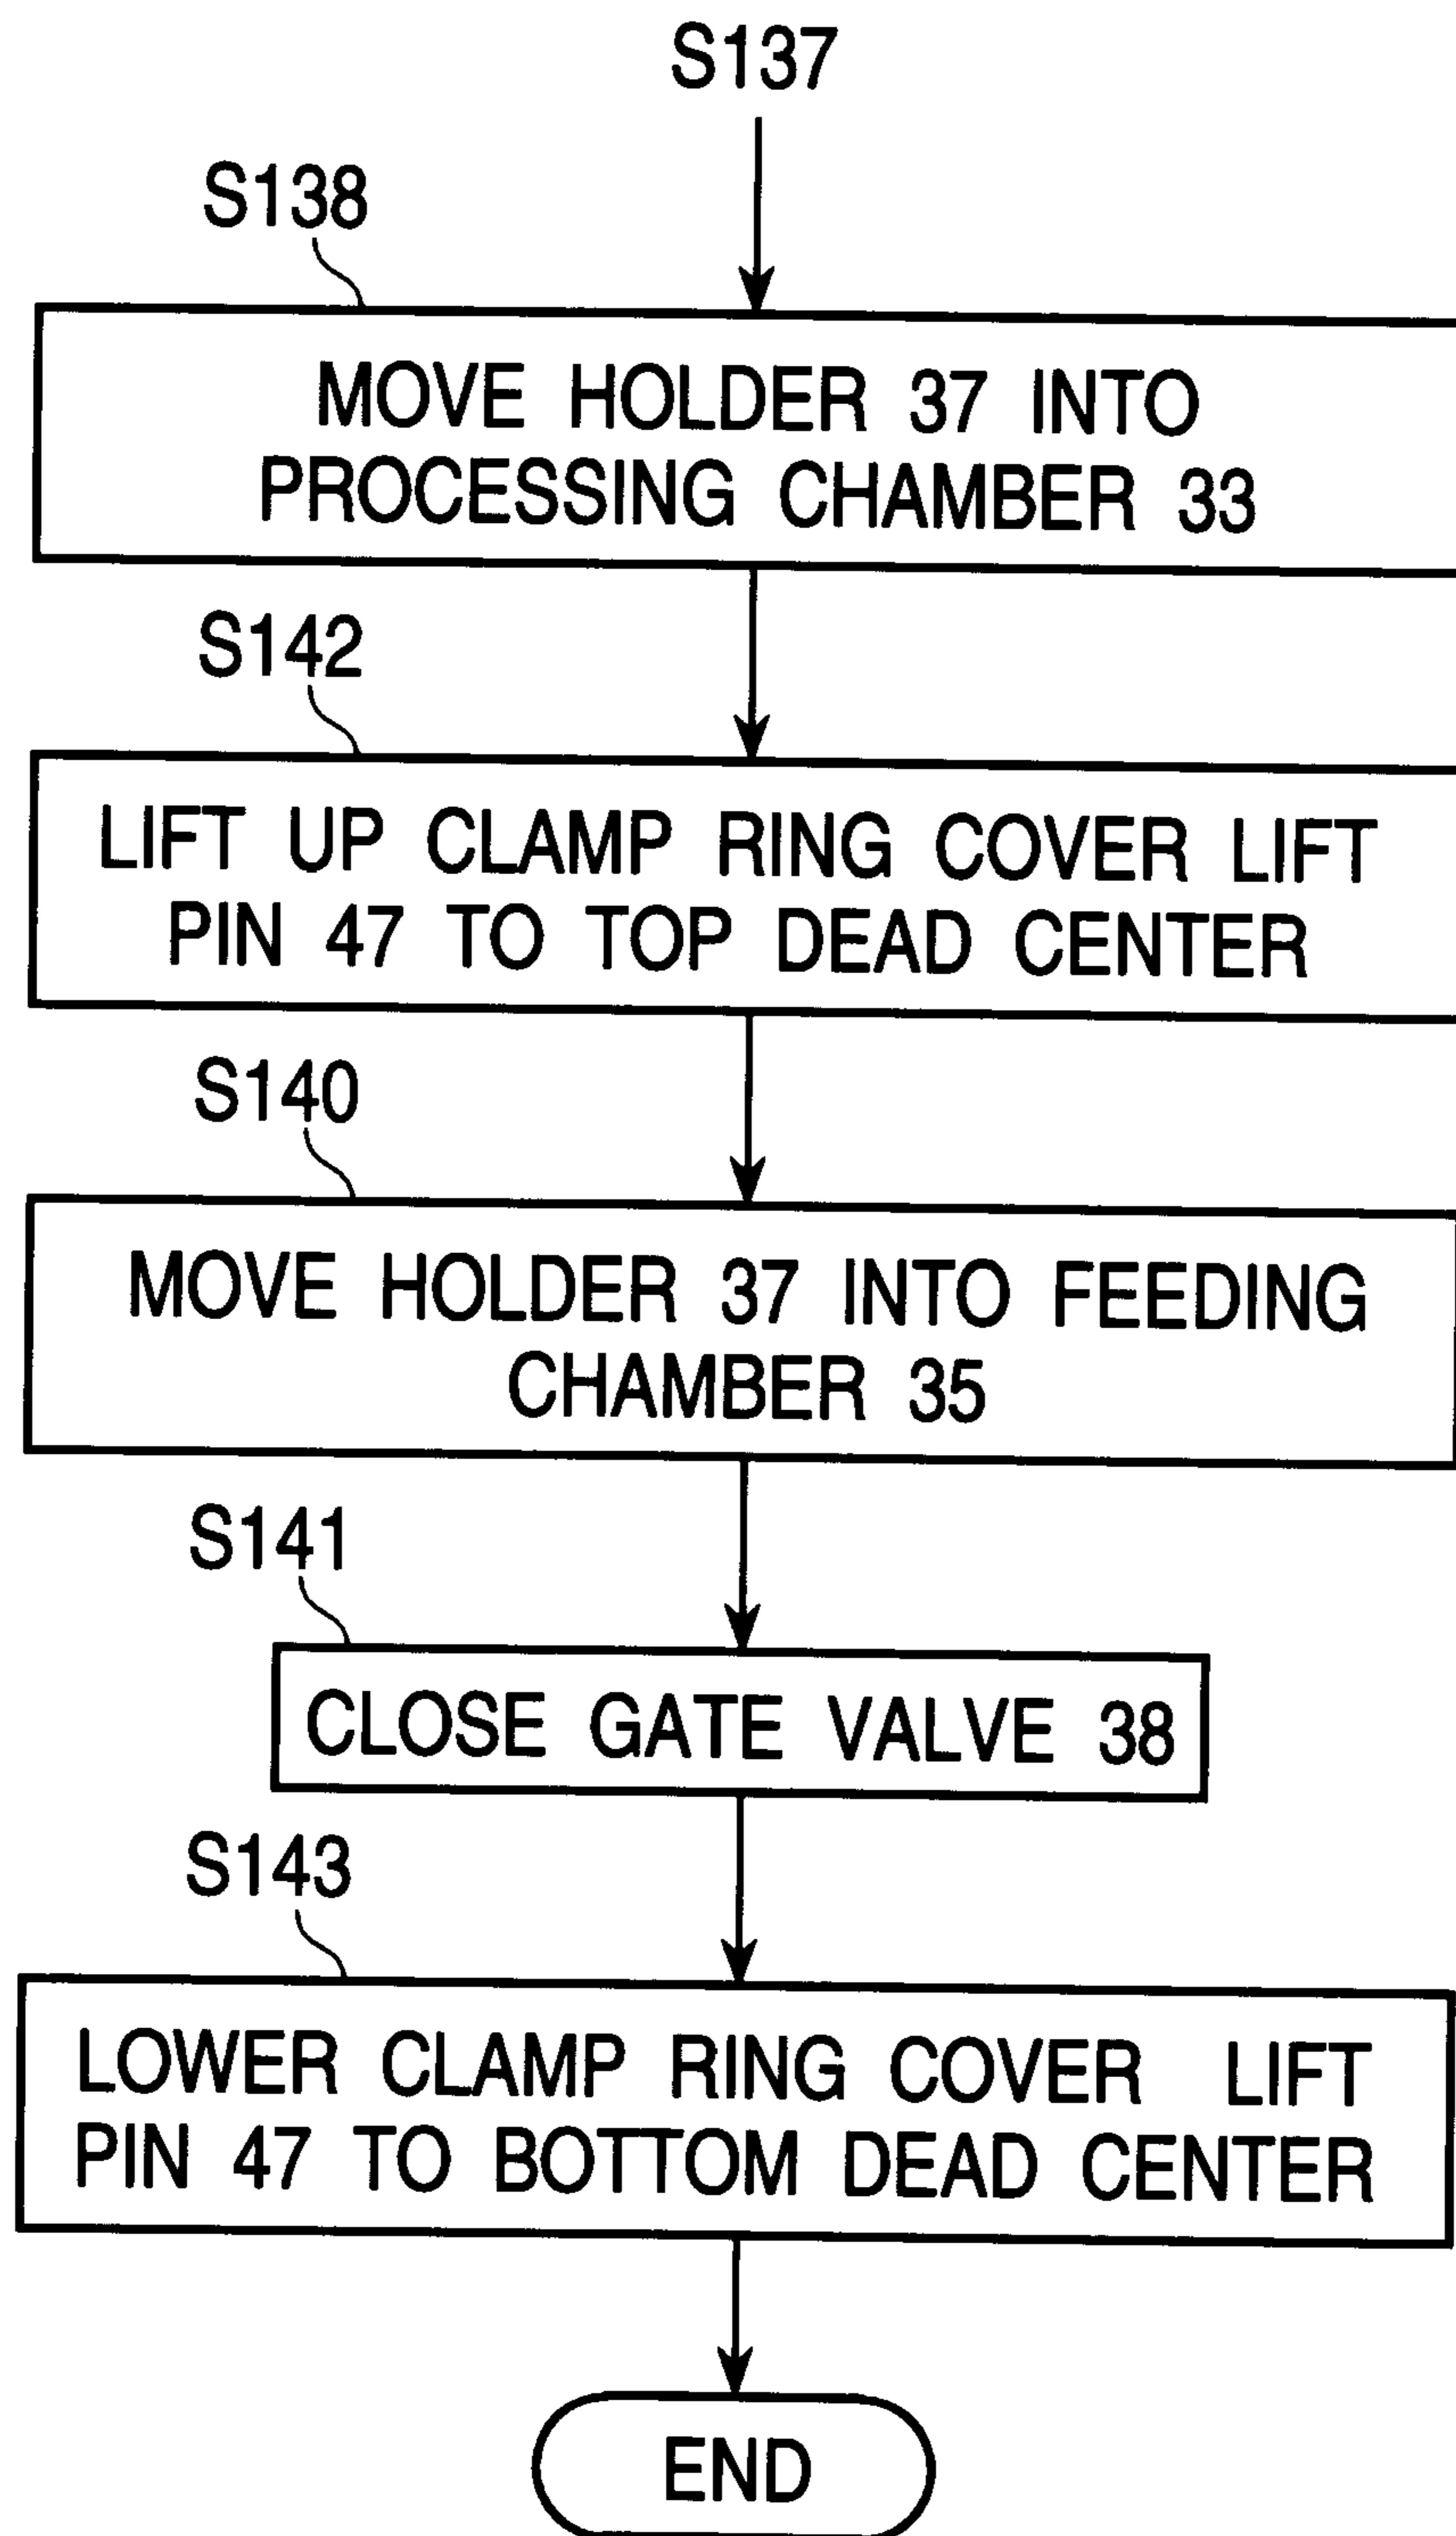 S137
S138
MOVE HOLDER 37 INTO
PROCESSING CHAMBER 33
S142
LIFT UP CLAMP RING COVER LIFT
PIN 47 TO TOP DEAD CENTER
S140
MOVE HOLDER 37 INTO FEEDING
CHAMBER 35
S141
CLOSE GATE VALVE 38
S143
LOWER CLAMP RING COVER LIFT
PIN 47 TO BOTTOM DEAD CENTER
END